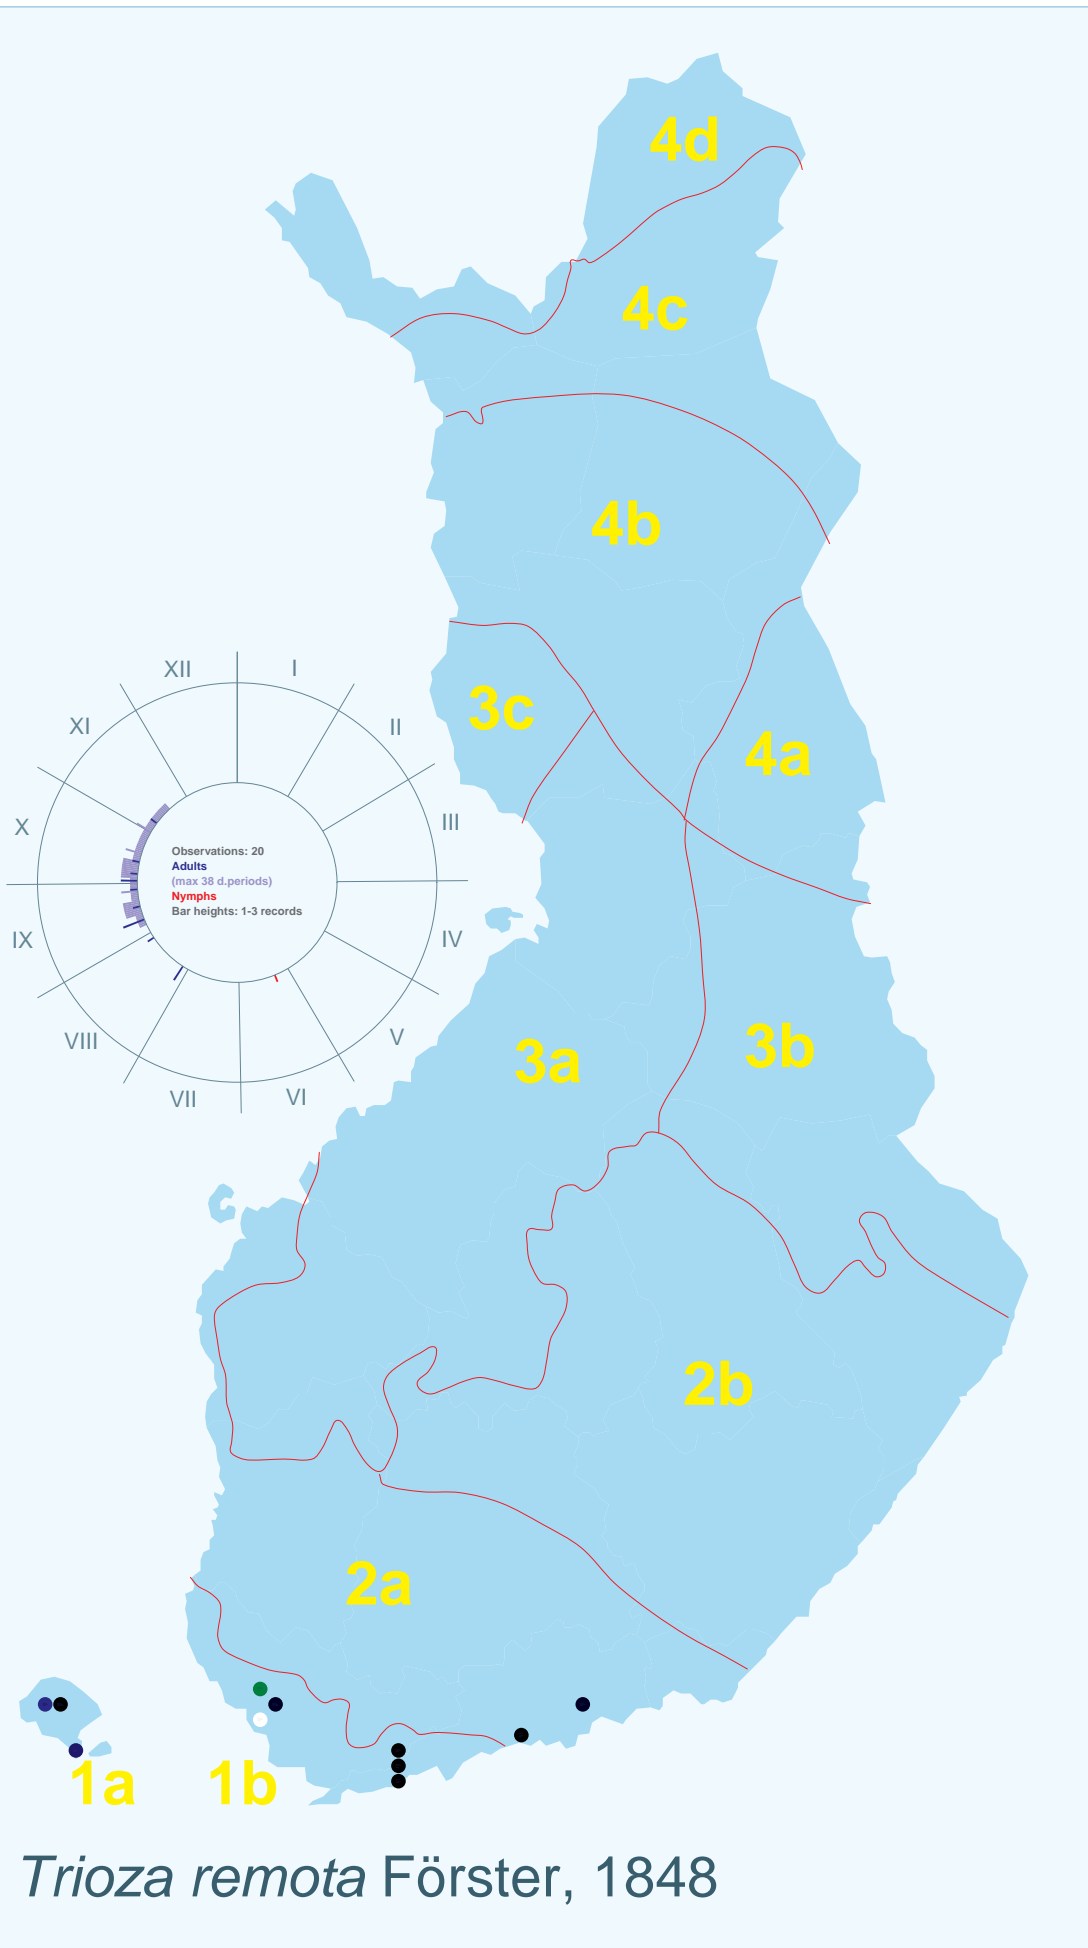 4d
4c
4b
3c
4a
XII
I
XI
II
X
III
Observations: 20
Adults
(max 38 d.periods)
Nymphs
Bar heights: 1-3 records
IX
IV
VIII
V
VII
VI
3a
3b
2b
2a
1a
1b
Trioza remota Förster, 1848